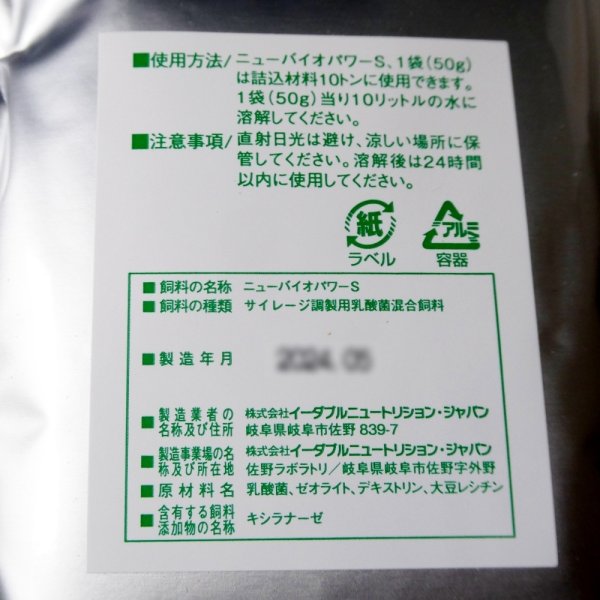 ■使用方法/ニューバイオパワーS、1袋(50g)
は詰込材料10トンに使用できます。
1袋(50g)当り10リットルの水に
溶解してください。
■注意事項/直射日光は避け、涼しい場所に保
管してください。溶解後は24時間
以内に使用してください。
紙 アルミ
ラベル 容器
■飼料の名称 ニューバイオパワーS
■飼料の種類 サイレージ調製用乳酸菌混合飼料
■製造年月 2024.05
■製造業者の名称及び住所 株式会社イーダブルニュートリション・ジャパン
岐阜県岐阜市佐野 839-7
■製造事業場の名称及び所在地 株式会社イーダブルニュートリション・ジャパン
佐野ラボラトリ/岐阜県岐阜市佐野字外野
■原材料名 乳酸菌、ゼオライト、デキストリン、大豆レシチン
■含有する飼料添加物の名称 キシラナーゼ